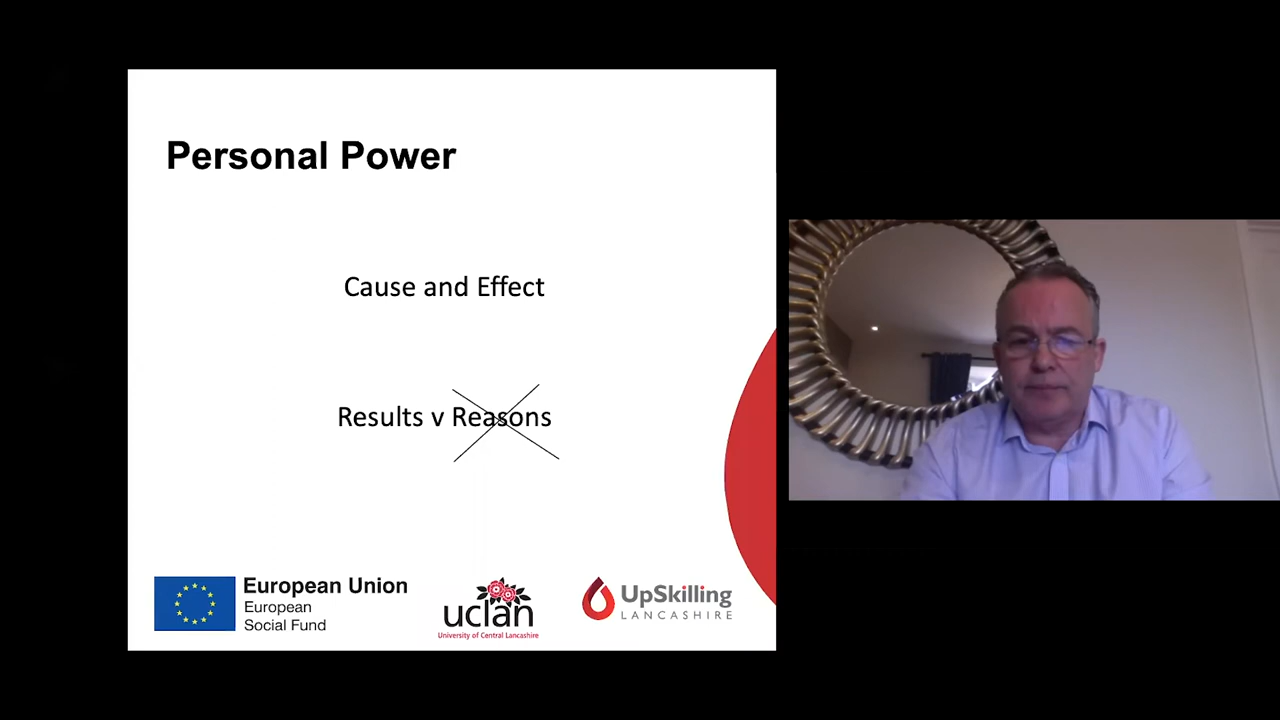 Personal Power
Cause and Effect
Results v Reasons
European Union
European
Social Fund
uclan
University of Central Lancashire
UpSkilling
LANCASHIRE